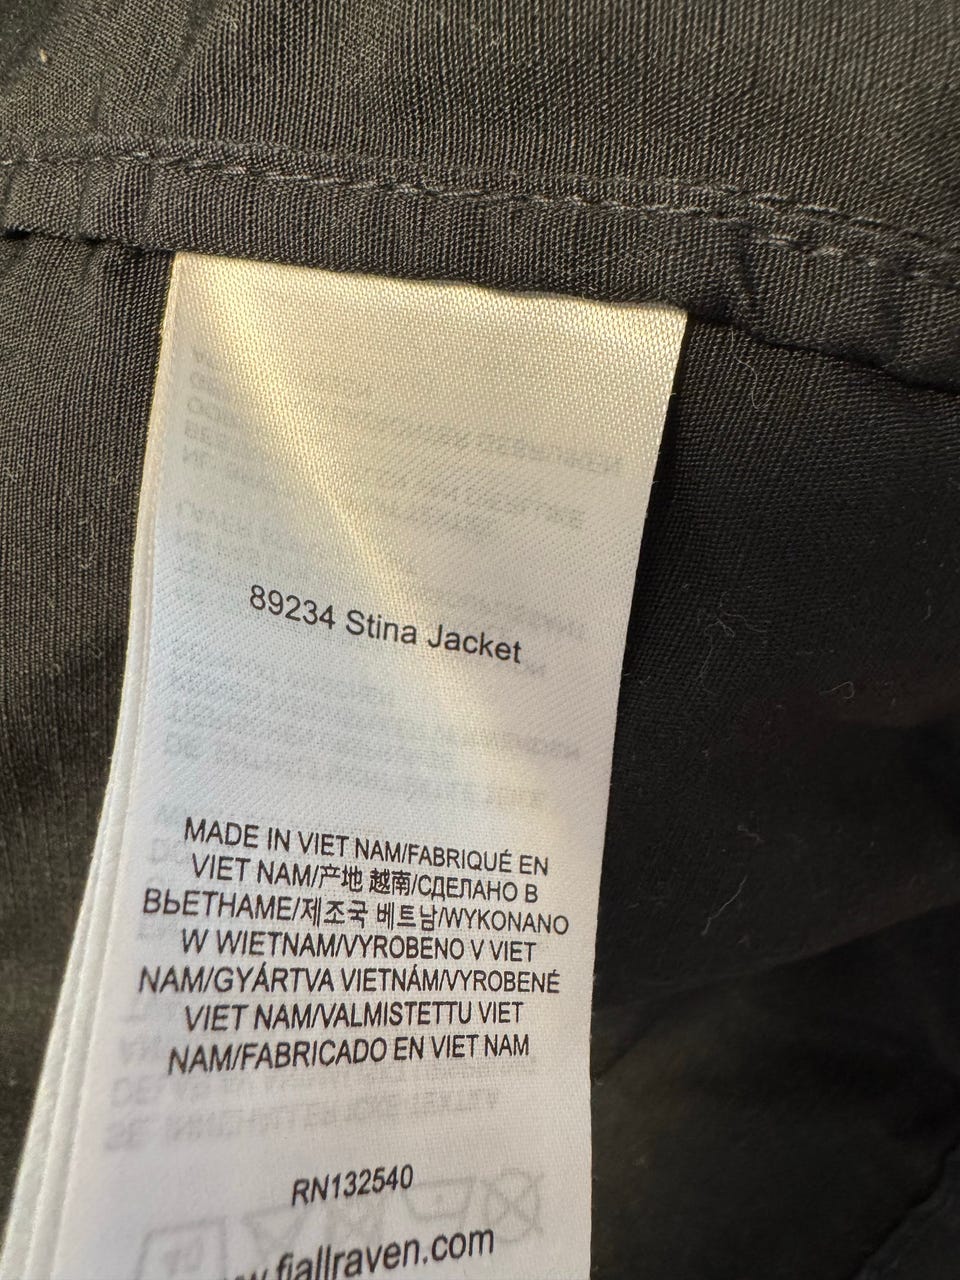 89234 Stina Jacket
MADE IN VIET NAM/FABRIQUÉ EN
VIET NAM/产地 越南/СДЕЛАНО В
ВЬЕТНАМЕ/제조국 베트남/WYKONANO
W WIETNAM/VYROBENO V VIET
NAM/GYÁRTVA VIETNÁM/VYROBENÉ
VIET NAM/VALMISTETTU VIET
NAM/FABRICADO EN VIET NAM
RN132540
fjallraven.com